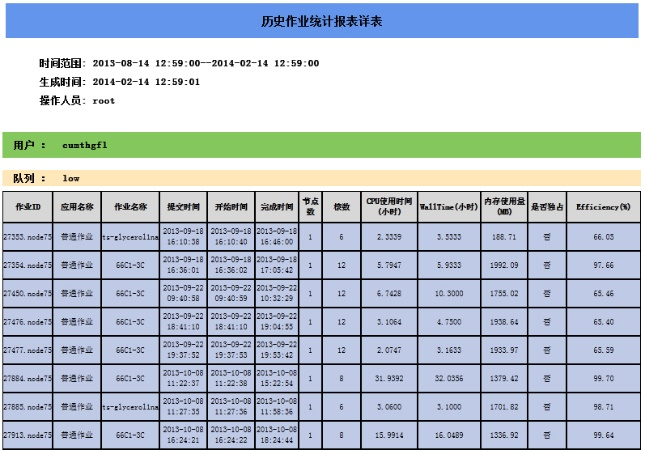 历史作业统计报表详表
时间范围: 2013-08-14 12:59:00--2014-02-14 12:59:00
生成时间: 2014-02-14 12:59:01
操作人员: root
用户 : cumthgfl
队列 : low
作业ID 应用名称 作业名称 提交时间 开始时间 完成时间 节点数 核数 CPU使用时间(小时) WallTime(小时) 内存使用量(MB) 是否独占 Efficiency(%)
27353.node75 普通作业 ts-glycerolina 2013-09-18 16:10:38 2013-09-18 16:10:40 2013-09-18 16:46:00 1 6 2.3339 3.5333 188.71 否 66.05
27354.node75 普通作业 66C1-3C 2013-09-18 16:36:01 2013-09-18 16:36:02 2013-09-18 17:05:42 1 12 5.7947 5.9333 1992.09 否 97.66
27450.node75 普通作业 66C1-3C 2013-09-22 09:40:58 2013-09-22 09:40:59 2013-09-22 10:32:29 1 12 6.7428 10.3000 1755.02 否 65.46
27476.node75 普通作业 66C1-3C 2013-09-22 18:41:10 2013-09-22 18:41:10 2013-09-22 19:04:55 1 12 3.1064 4.7500 1938.64 否 65.40
27477.node75 普通作业 66C1-3C 2013-09-22 19:37:52 2013-09-22 19:37:53 2013-09-22 19:53:42 1 12 2.0747 3.1633 1933.97 否 65.59
27884.node75 普通作业 66C1-3C 2013-10-08 11:22:37 2013-10-08 11:22:38 2013-10-08 15:22:54 1 8 31.9392 32.0356 1379.42 否 99.70
27885.node75 普通作业 ts-glycerolina 2013-10-08 11:27:35 2013-10-08 11:27:36 2013-10-08 11:58:36 1 6 3.0600 3.1000 1701.82 否 98.71
27913.node75 普通作业 66C1-3C 2013-10-08 16:24:21 2013-10-08 16:24:22 2013-10-08 18:24:44 1 8 15.9914 16.0489 1336.92 否 99.64